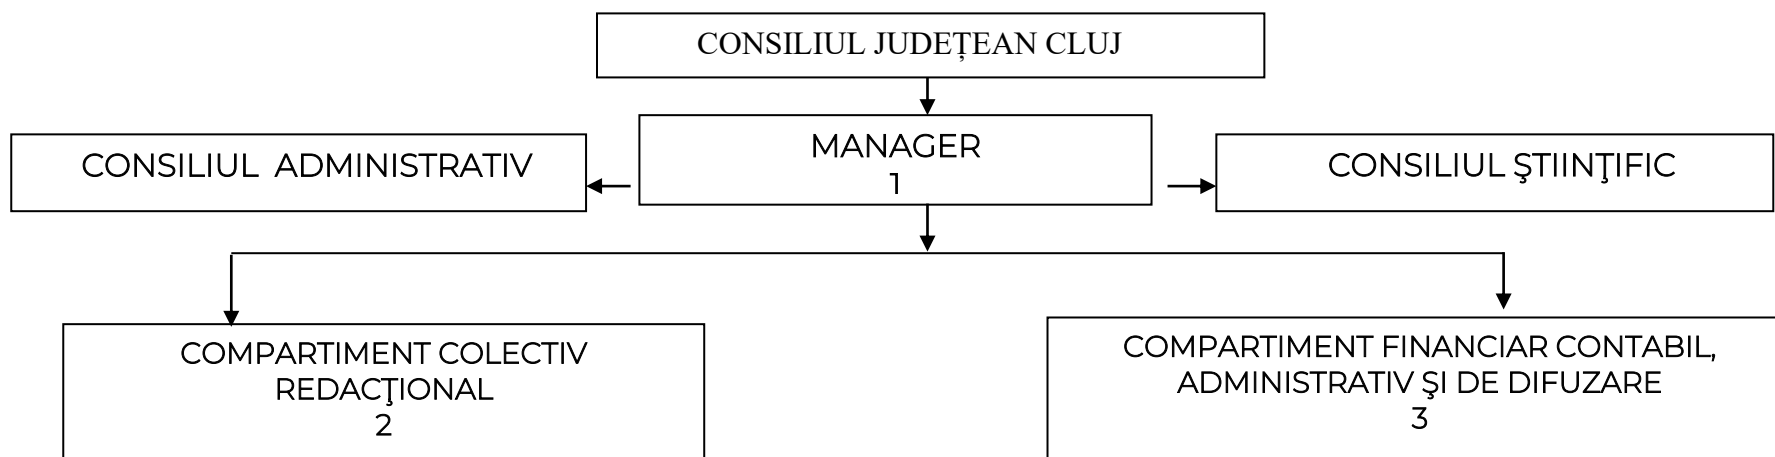 CONSILIUL JUDEȚEAN CLUJ
MANAGER
1
CONSILIUL ADMINISTRATIV
CONSILIUL ŞTIINŢIFIC
COMPARTIMENT COLECTIV
REDACŢIONAL
2
COMPARTIMENT FINANCIAR CONTABIL,
ADMINISTRATIV ŞI DE DIFUZARE
3